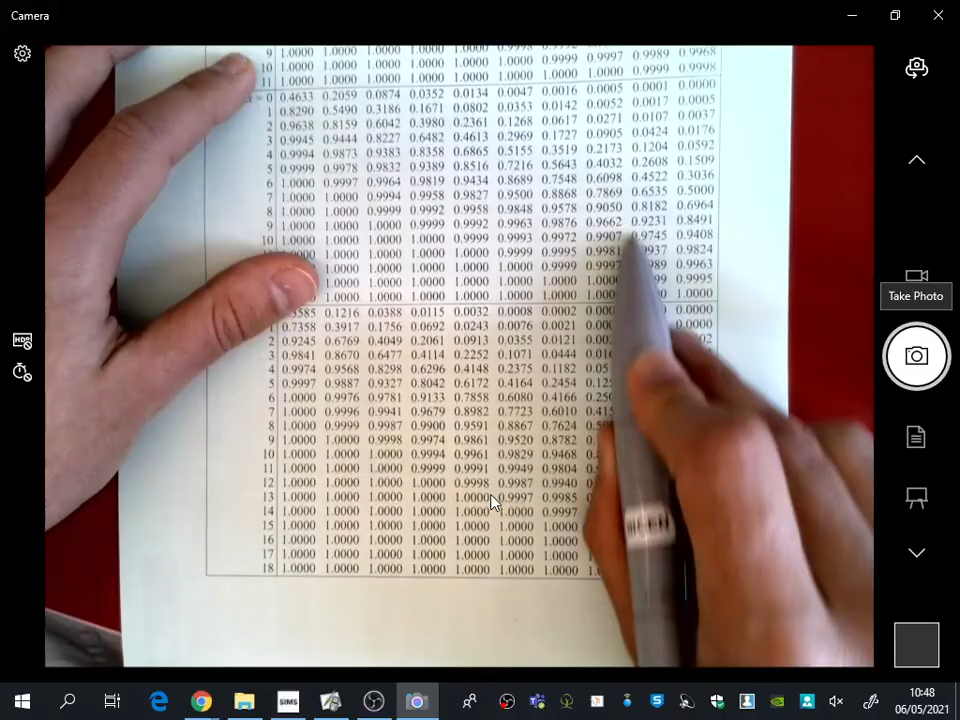 Camera
9 1.0000 1.0000 1.0000 1.0000 1.0000 0.9998 0.9992
10 1.0000 1.0000 1.0000 1.0000 1.0000 1.0000 0.9999 0.9997 0.9989 0.9968
11 1.0000 1.0000 1.0000 1.0000 1.0000 1.0000 1.0000 1.0000 0.9999 0.9998
= 0 0.4633 0.2059 0.0874 0.0352 0.0134 0.0047 0.0016 0.0005 0.0001 0.0000
1 0.8290 0.5490 0.3186 0.1671 0.0802 0.0353 0.0142 0.0052 0.0017 0.0005
2 0.9638 0.8159 0.6042 0.3980 0.2361 0.1268 0.0617 0.0271 0.0107 0.0037
3 0.9945 0.9444 0.8227 0.6482 0.4613 0.2969 0.1727 0.0905 0.0424 0.0176
4 0.9994 0.9873 0.9383 0.8358 0.6865 0.5155 0.3519 0.2173 0.1204 0.0592
5 0.9999 0.9978 0.9832 0.9389 0.8516 0.7216 0.5643 0.4032 0.2608 0.1509
6 1.0000 0.9997 0.9964 0.9819 0.9434 0.8689 0.7548 0.6098 0.4522 0.3036
7 1.0000 1.0000 0.9994 0.9958 0.9827 0.9500 0.8868 0.7869 0.6535 0.5000
8 1.0000 1.0000 0.9999 0.9992 0.9958 0.9848 0.9578 0.9050 0.8182 0.6964
9 1.0000 1.0000 1.0000 0.9999 0.9992 0.9963 0.9876 0.9662 0.9231 0.8491
10 1.0000 1.0000 1.0000 1.0000 0.9999 0.9993 0.9972 0.9907 0.9745 0.9408
1.0000 1.0000 1.0000 1.0000 1.0000 0.9999 0.9995 0.9981 0.9824
1.0000 1.0000 1.0000 1.0000 1.0000 0.9999 0.9997 0.9963
1.0000 1.0000 1.0000 1.0000 1.0000 1.0000 1.0000 0.9995
1.0000 1.0000 1.0000 1.0000 1.0000 1.0000 1.0000
0.1216 0.0388 0.0115 0.0032 0.0008 0.0002 0.0000
1 0.7358 0.3917 0.1756 0.0692 0.0243 0.0076 0.0021 0.0000
2 0.9245 0.6769 0.4049 0.2061 0.0913 0.0355 0.0121
3 0.9841 0.8670 0.6477 0.4114 0.2252 0.1071 0.0444
4 0.9974 0.9568 0.8298 0.6296 0.4148 0.2375 0.1182
5 0.9997 0.9887 0.9327 0.8042 0.6172 0.4164 0.2454
6 1.0000 0.9976 0.9781 0.9133 0.7858 0.6080 0.4166
7 1.0000 0.9996 0.9941 0.9679 0.8982 0.7723 0.6010
8 1.0000 0.9999 0.9987 0.9900 0.9591 0.8867 0.7624
9 1.0000 1.0000 0.9998 0.9974 0.9861 0.9520 0.8782
10 1.0000 1.0000 1.0000 0.9994 0.9961 0.9829 0.9468
11 1.0000 1.0000 1.0000 0.9999 0.9991 0.9949 0.9804
12 1.0000 1.0000 1.0000 1.0000 0.9998 0.9987 0.9940
13 1.0000 1.0000 1.0000 1.0000 1.0000 0.9997 0.9985
14 1.0000 1.0000 1.0000 1.0000 1.0000 1.0000 0.9997
15 1.0000 1.0000 1.0000 1.0000 1.0000 1.0000 1.0000
16 1.0000 1.0000 1.0000 1.0000 1.0000 1.0000 1.0000
17 1.0000 1.0000 1.0000 1.0000 1.0000 1.0000 1.0000
18 1.0000 1.0000 1.0000 1.0000 1.0000 1.0000 1.0000
Take Photo
HDR
SIMS
10:48
06/05/2021